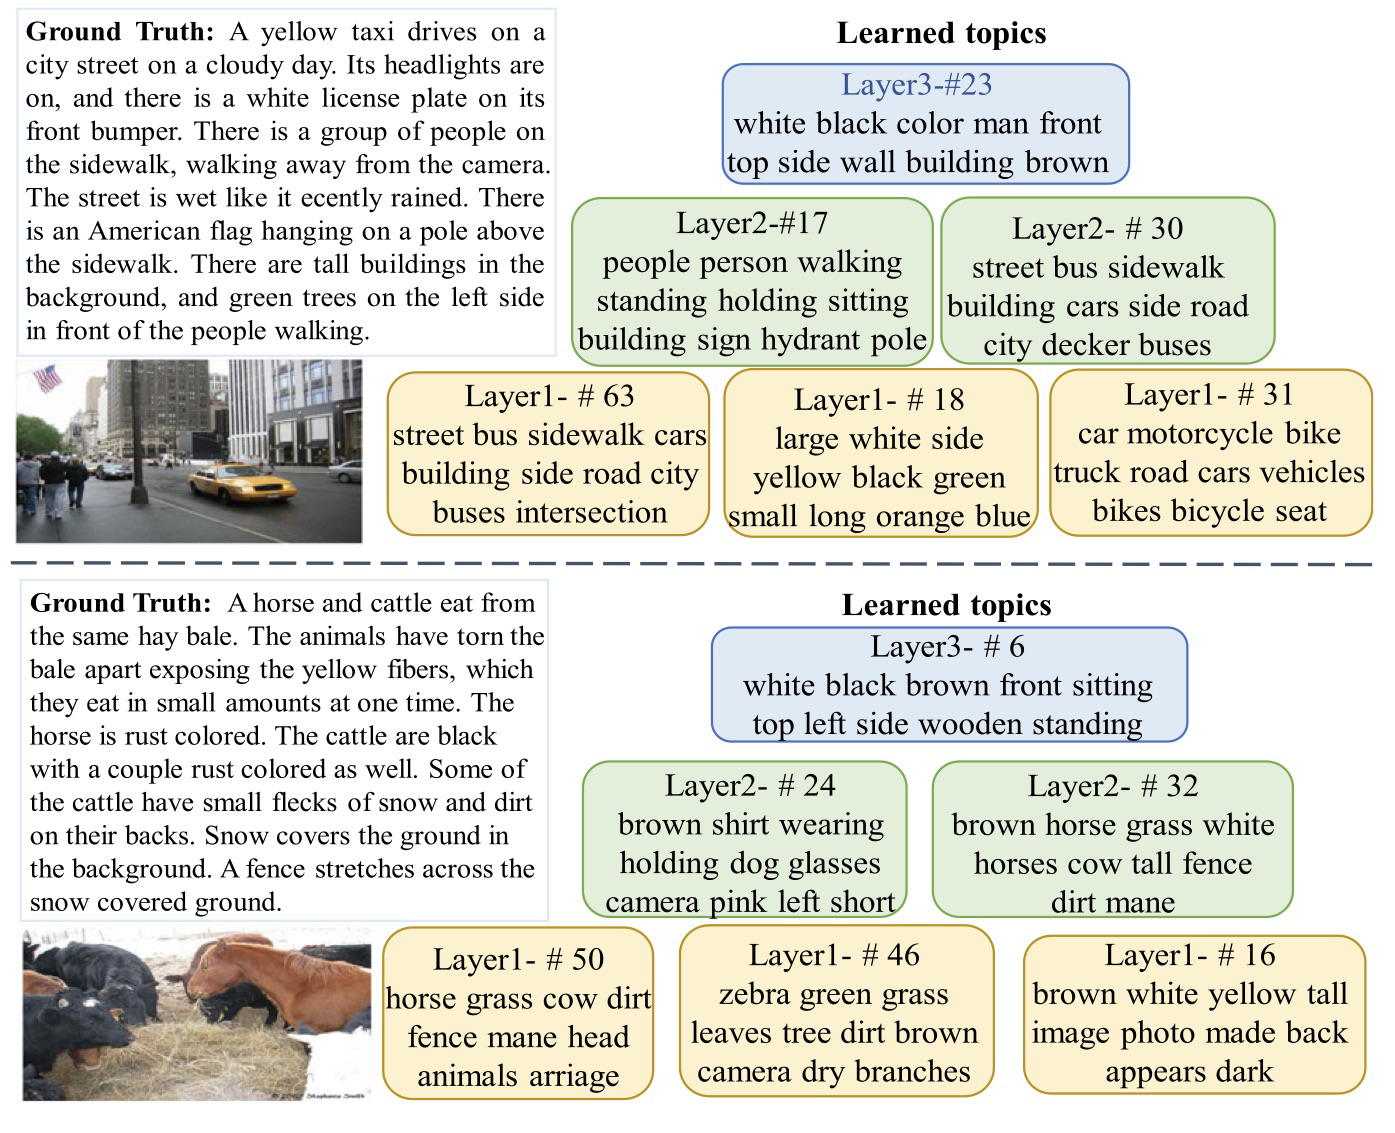 Ground Truth: A yellow taxi drives on a
city street on a cloudy day. Its headlights are
on, and there is a white license plate on its
front bumper. There is a group of people on
the sidewalk, walking away from the camera.
The street is wet like it ecently rained. There
is an American flag hanging on a pole above
the sidewalk. There are tall buildings in the
background, and green trees on the left side
in front of the people walking.
Learned topics
Layer3-#23
white black color man front
top side wall building brown
Layer2-#17
people person walking
standing holding sitting
building sign hydrant pole
Layer2- # 30
street bus sidewalk
building cars side road
city decker buses
Layer1- # 63
street bus sidewalk cars
building side road city
buses intersection
Layer1- # 18
large white side
yellow black green
small long orange blue
Layer1- # 31
car motorcycle bike
truck road cars vehicles
bikes bicycle seat
Ground Truth: A horse and cattle eat from
the same hay bale. The animals have torn the
bale apart exposing the yellow fibers, which
they eat in small amounts at one time. The
horse is rust colored. The cattle are black
with a couple rust colored as well. Some of
the cattle have small flecks of snow and dirt
on their backs. Snow covers the ground in
the background. A fence stretches across the
snow covered ground.
Learned topics
Layer3- # 6
white black brown front sitting
top left side wooden standing
Layer2- # 24
brown shirt wearing
holding dog glasses
camera pink left short
Layer2- # 32
brown horse grass white
horses cow tall fence
dirt mane
Layer1- # 50
horse grass cow dirt
fence mane head
animals arriage
Layer1- # 46
zebra green grass
leaves tree dirt brown
camera dry branches
Layer1- # 16
brown white yellow tall
image photo made back
appears dark
© 2007 Stephanie Smith